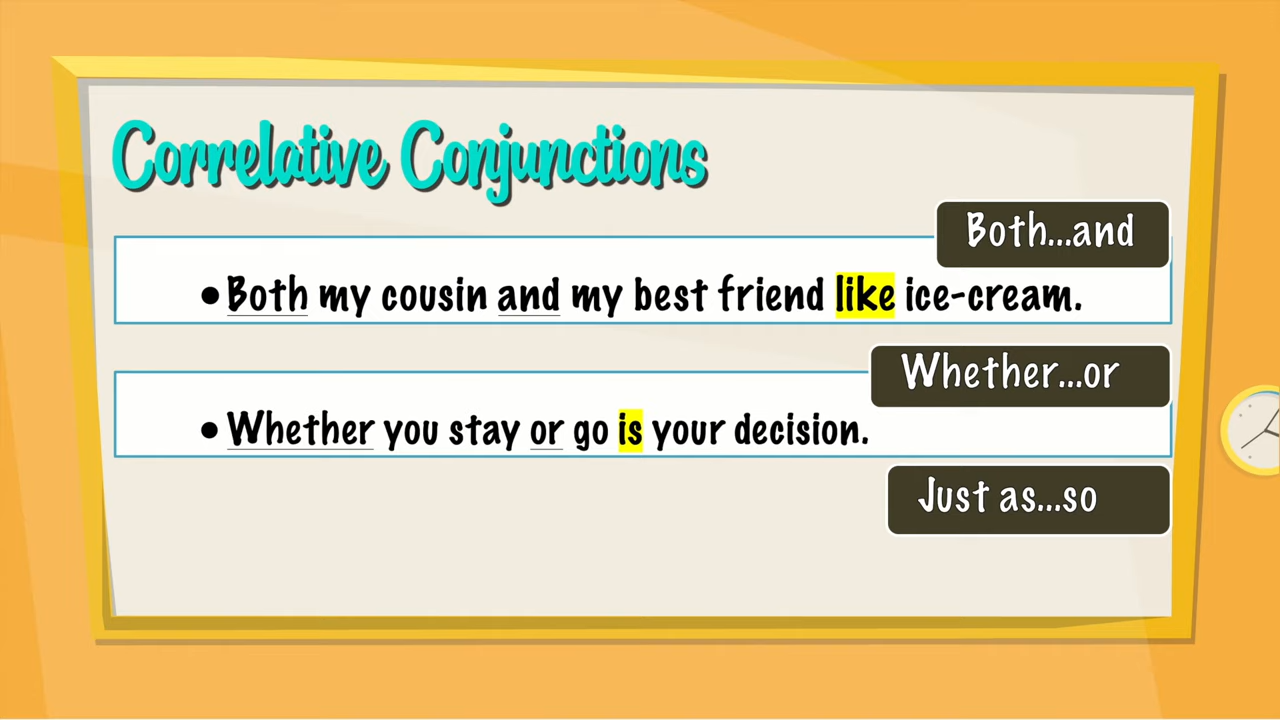 Correlative Conjunctions
Both...and
•Both my cousin and my best friend like ice-cream.
Whether...or
•Whether you stay or go is your decision.
Just as...so